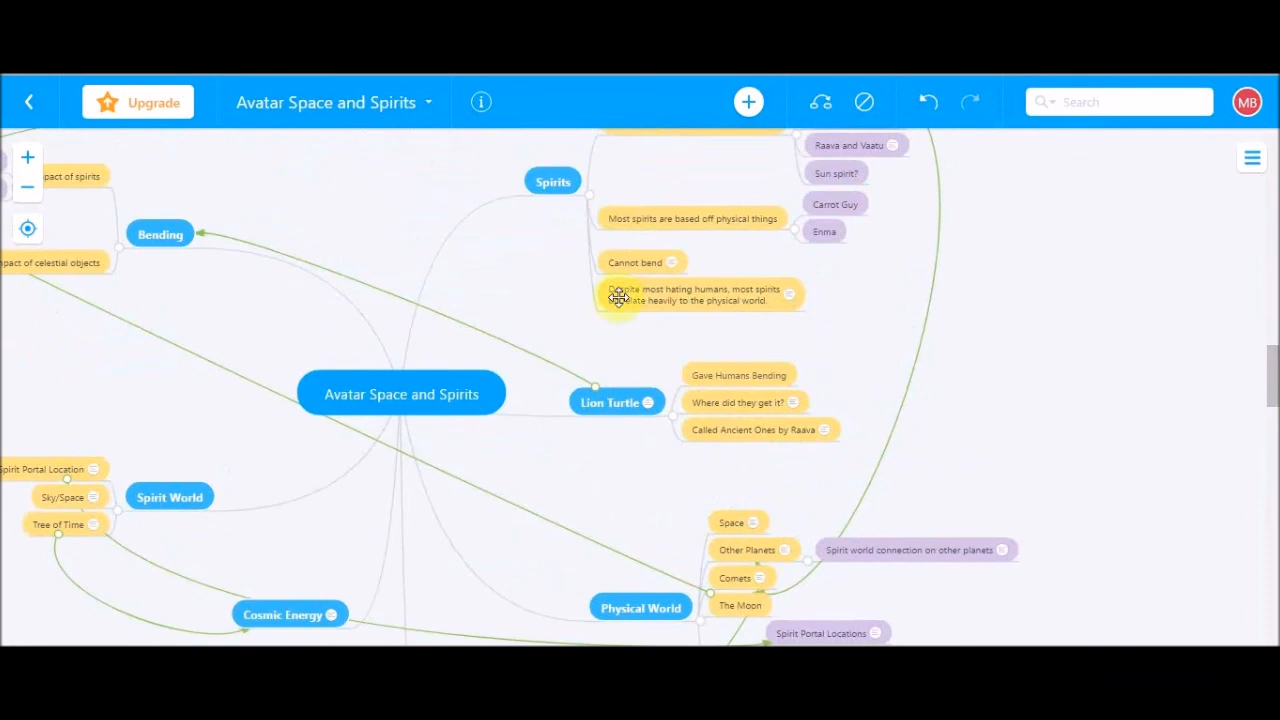 Upgrade
Avatar Space and Spirits
Search
MB
pact of spirits
Bending
pact of celestial objects
Spirits
Raava and Vaatu
Sun spirit?
Most spirits are based off physical things
Carrot Guy
Enma
Cannot bend
most hating humans, most spirits
heavily to the physical world.
Avatar Space and Spirits
Lion Turtle
Gave Humans Bending
Where did they get it?
Called Ancient Ones by Raava
Spirit Portal Location
Sky/Space
Tree of Time
Spirit World
Cosmic Energy
Physical World
Space
Other Planets
Spirit world connection on other planets
Comets
The Moon
Spirit Portal Locations